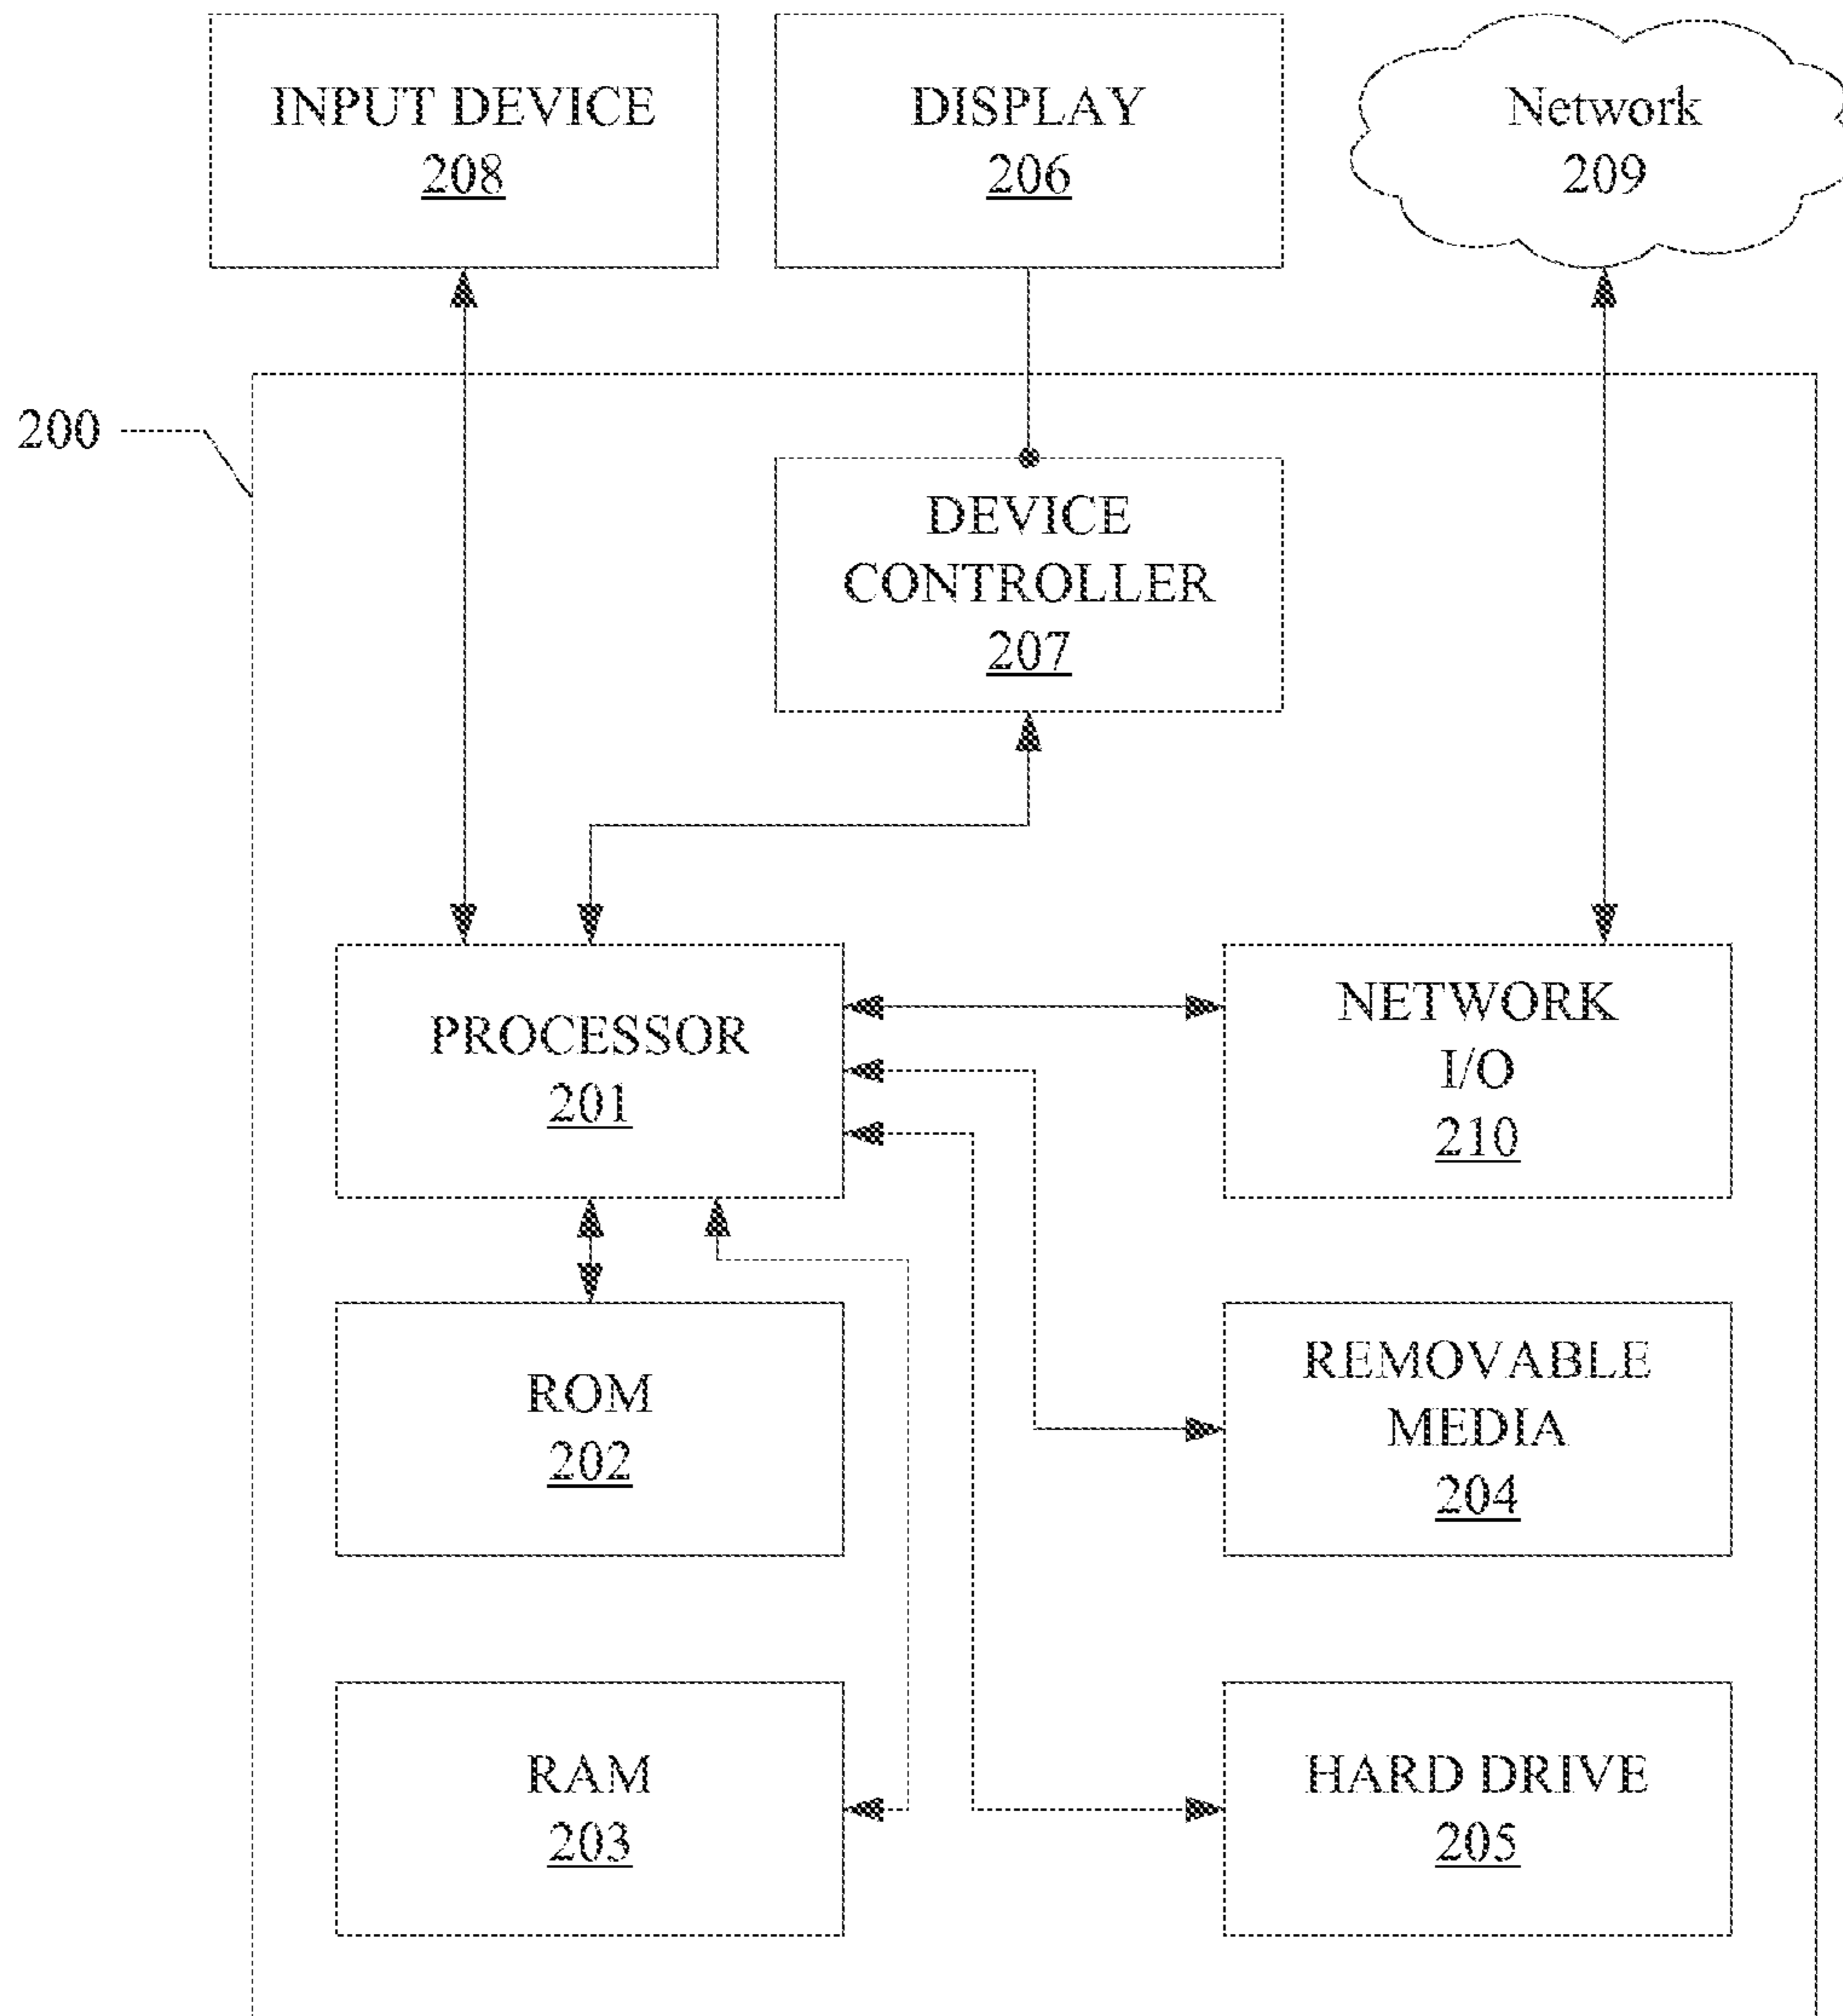 INPUT DEVICE
208
DISPLAY
206
Network
209
200
DEVICE
CONTROLLER
207
PROCESSOR
201
NETWORK
I/O
210
ROM
202
REMOVABLE
MEDIA
204
RAM
203
HARD DRIVE
205